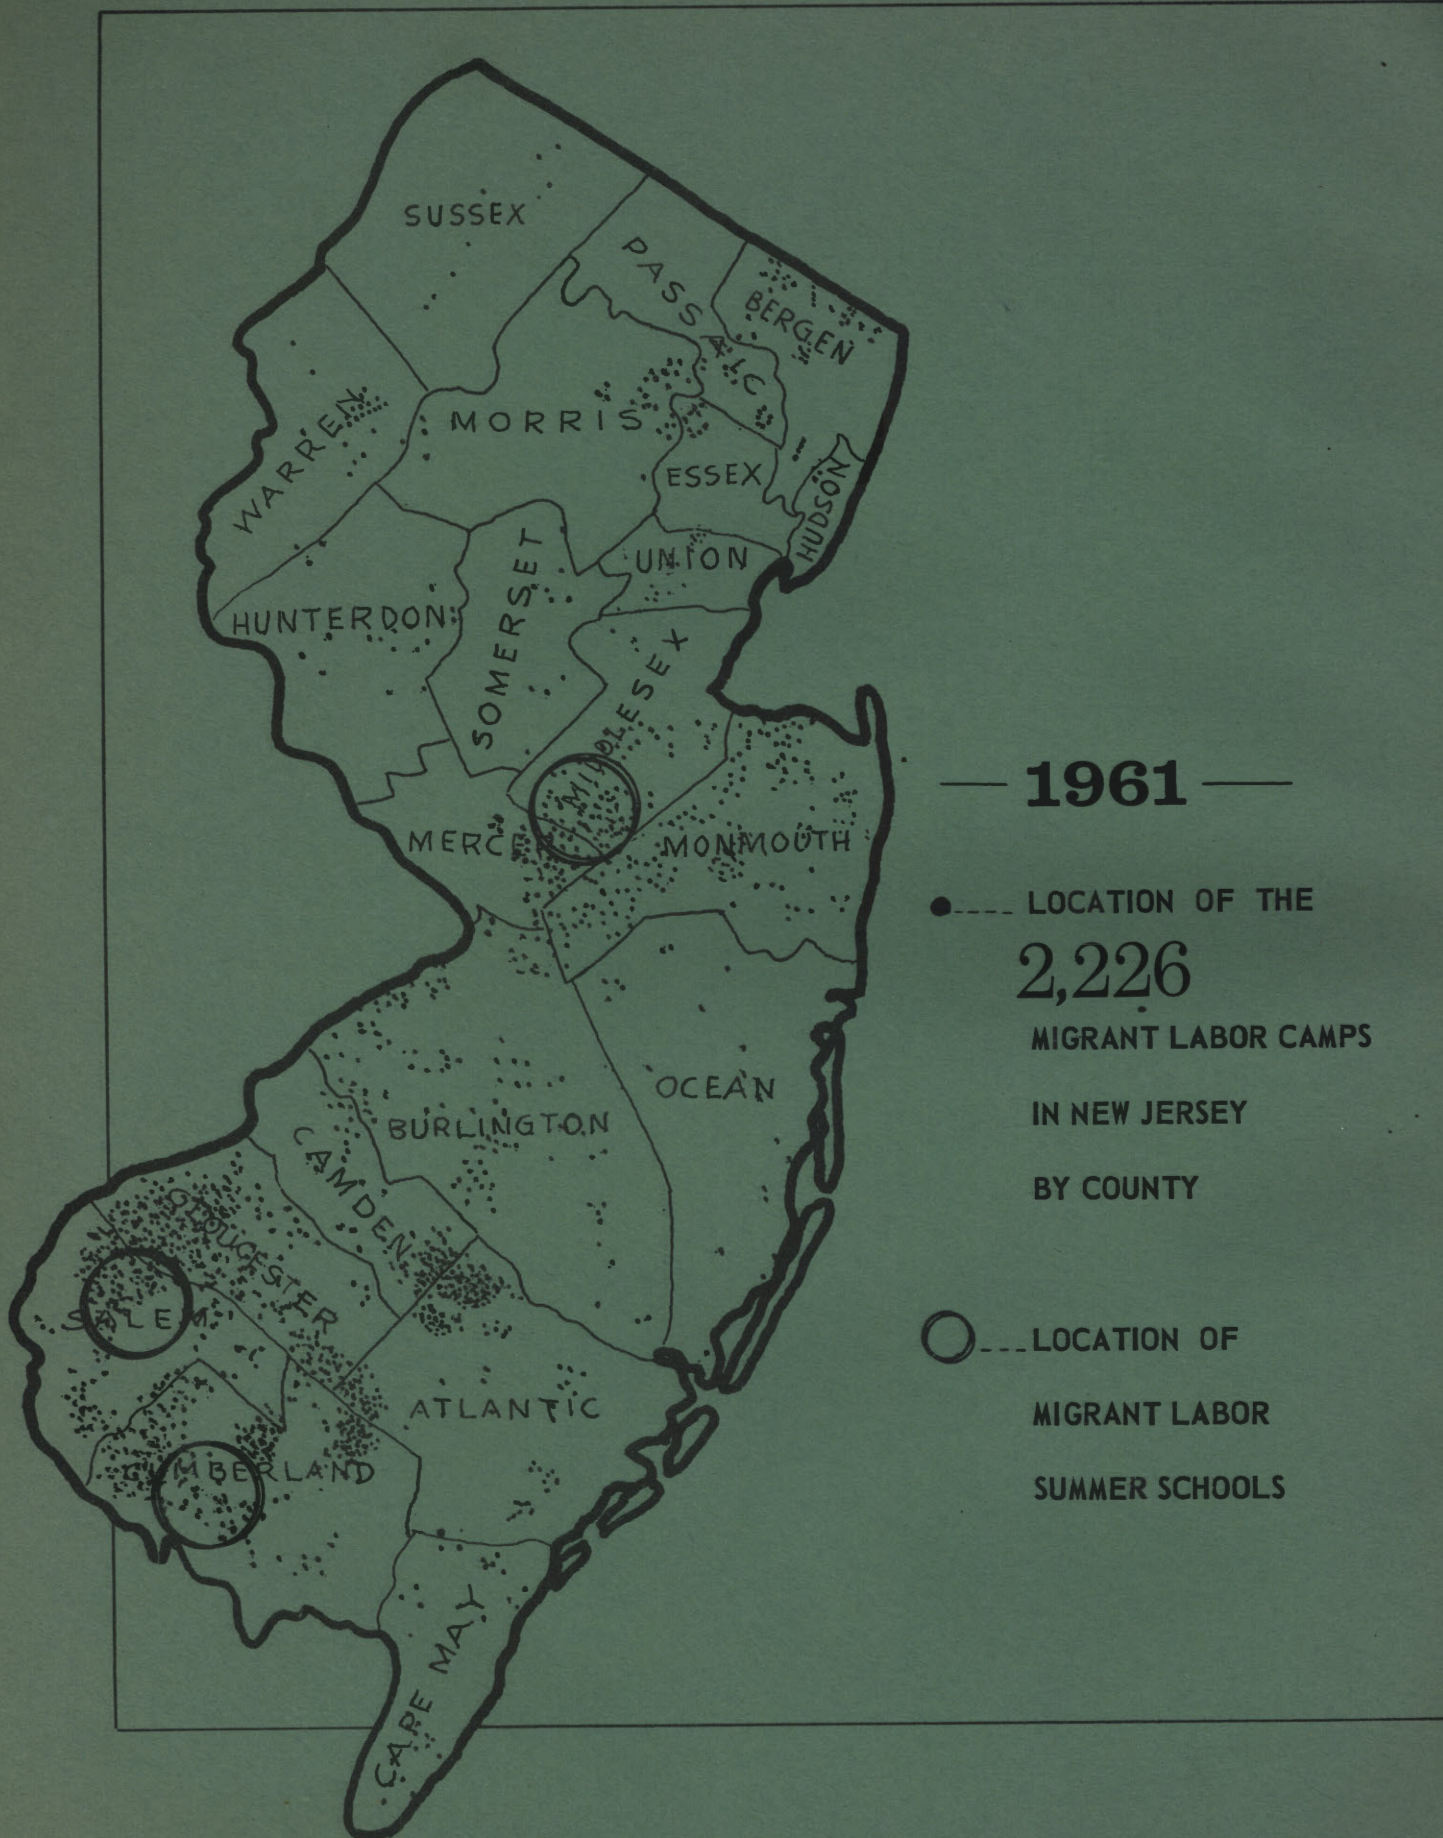 SUSSEX
PASSAIC
BERGEN
WARREN
MORRIS
ESSEX
HUDSON
UNION
HUNTERDON
SOMERSET
MIDLESEX
1961
MERCER
MONMOUTH
LOCATION OF THE
2,226
MIGRANT LABOR CAMPS
IN NEW JERSEY
BY COUNTY
OCEAN
BURLINGTON
CAMDEN
GLOUCESTER
SALEM
LOCATION OF
MIGRANT LABOR
SUMMER SCHOOLS
ATLANTIC
CUMBERLAND
CAPE MAY